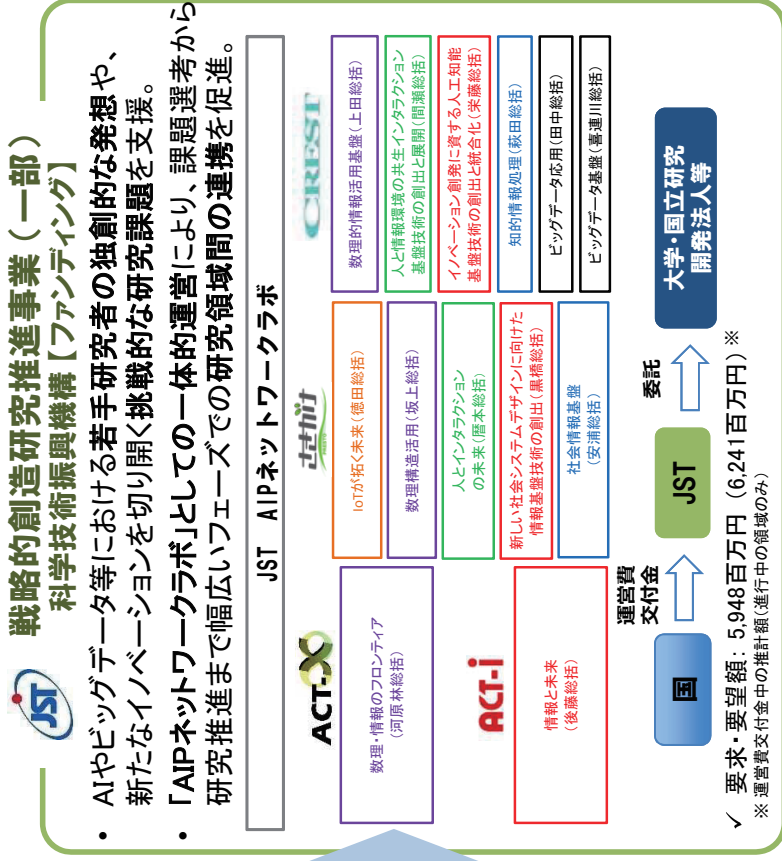 JST
戦略的創造研究推進事業（一部）
科学技術振興機構【ファンディング】
• AIやビッグデータ等における若手研究者の独創的な発想や、
新たなイノベーションを切り開く挑戦的な研究課題を支援。
• 「AIPネットワークラボ」としての一体的運営により、課題選考から
研究推進まで幅広いフェーズでの研究領域間の連携を促進。
JST AIPネットワークラボ
ACT-X
数理・情報のフロンティア
（河原林総括）
ACT-i
情報と未来
（後藤総括）
さきがけ
IoTが拓く未来（徳田総括）
数理構造活用（坂上総括）
人とインタラクション
の未来（暦本総括）
新しい社会システムデザインに向けた
情報基盤技術の創出（黒橋総括）
社会情報基盤
（安浦総括）
CREST
数理的情報活用基盤（上田総括）
人と情報環境の共生インタラクション
基盤技術の創出と展開（間瀬総括）
イノベーション創発に資する人工知能
基盤技術の創出と統合化（栄藤総括）
知的情報処理（萩田総括）
ビッグデータ応用（田中総括）
ビッグデータ基盤（喜連川総括）
国
運営費
交付金
JST
委託
大学・国立研究
開発法人等
✓ 要求・要望額： 5,948百万円 （6,241百万円）※
※ 運営費交付金中の推計額（進行中の領域のみ）